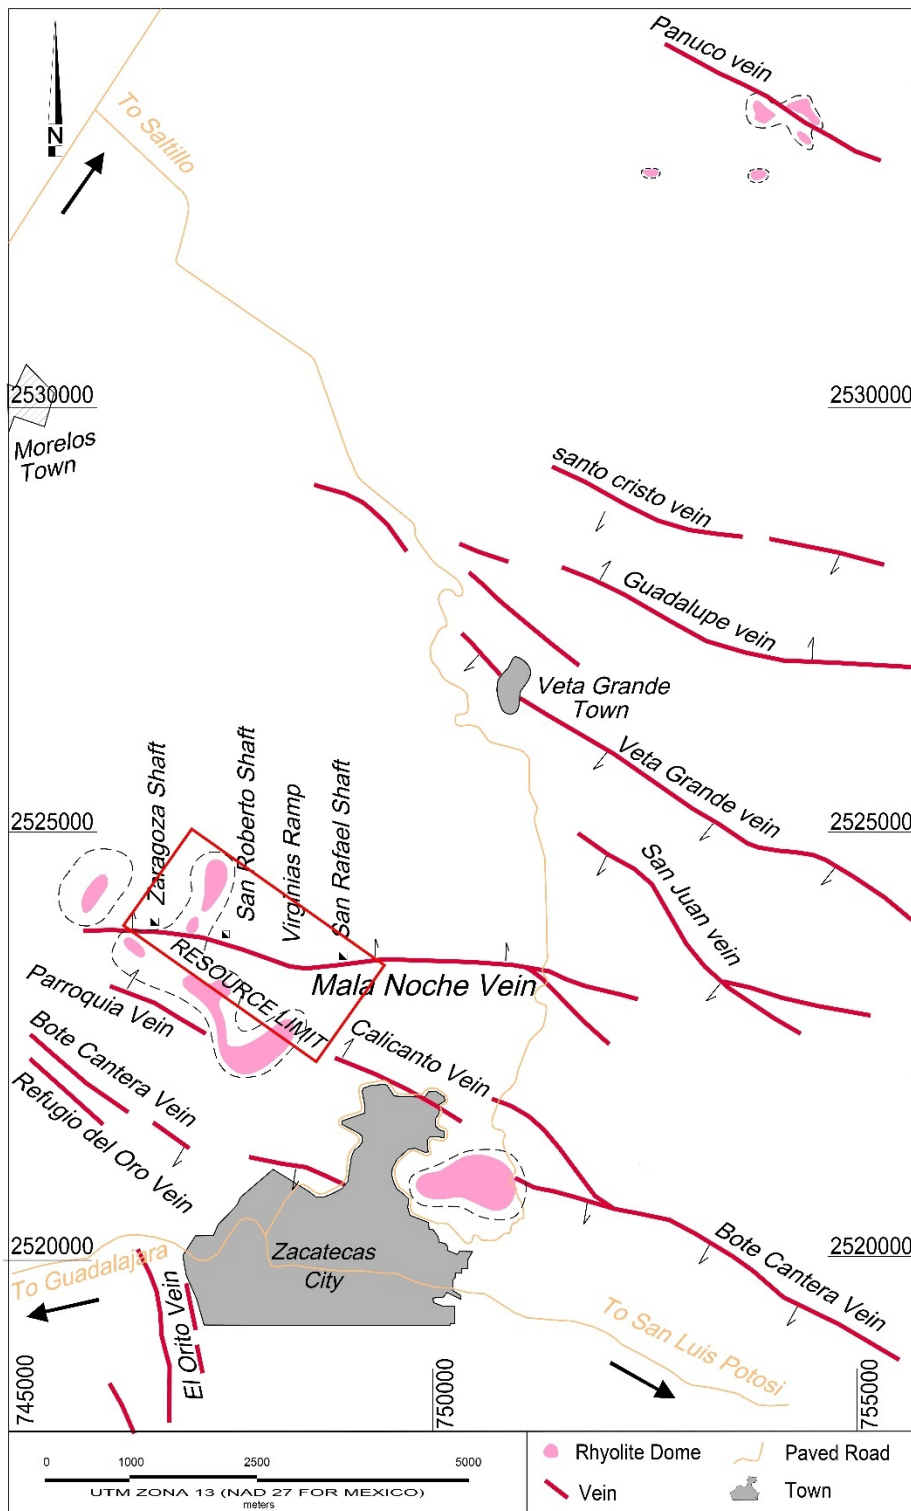 Panuco vein
To Saltillo
N
2530000
2530000
Morelos
Town
santo cristo vein
Guadalupe vein
Veta Grande
Town
Veta Grande vein
2525000
2525000
Zaragoza Shaft
San Roberto Shaft
Virginias Ramp
San Rafael Shaft
San Juan vein
RESOURCE LIMIT
Mala Noche Vein
Parroquia Vein
Bote Cantera Vein
Refugio del Oro Vein
Calicanto Vein
2520000
2520000
To Guadalajara
Zacatecas
City
Bote Cantera Vein
El Orito Vein
To San Luis Potosi
745000
750000
755000
0 1000 2500 5000
UTM ZONA 13 (NAD 27 FOR MEXICO)
meters
Rhyolite Dome
Paved Road
Vein
Town